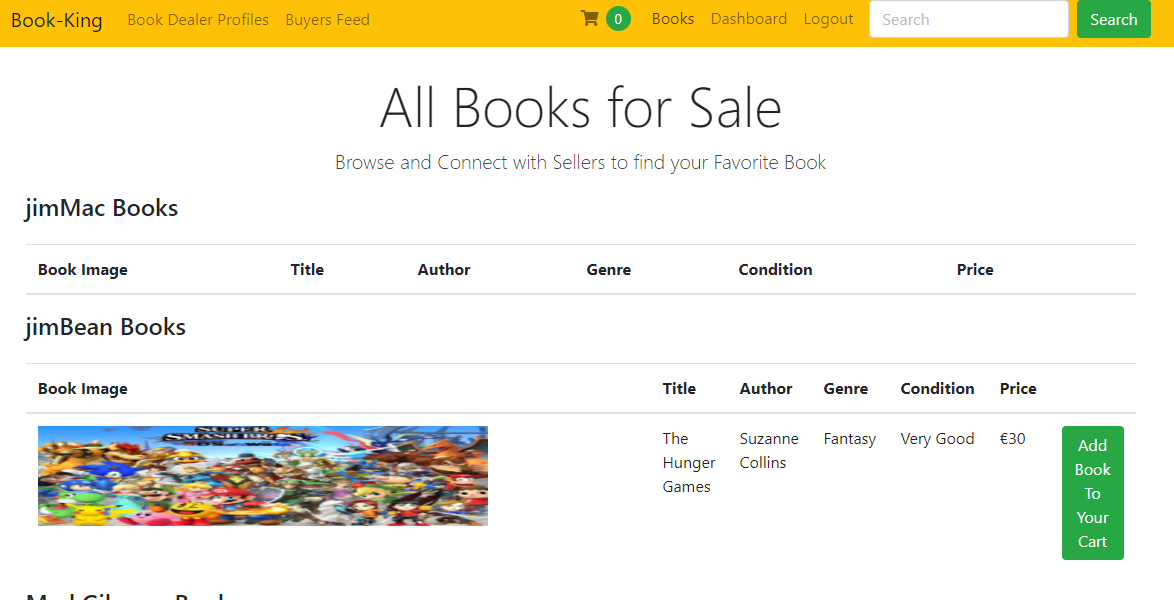 Book-King Book Dealer Profiles Buyers Feed 0 Books Dashboard Logout Search Search
All Books for Sale
Browse and Connect with Sellers to find your Favorite Book
jimMac Books
Book Image Title Author Genre Condition Price
jimBean Books
Book Image Title Author Genre Condition Price
SUPER
SMASH BROS
The Hunger Games
Suzanne Collins
Fantasy
Very Good
€30
Add
Book
To
Your
Cart